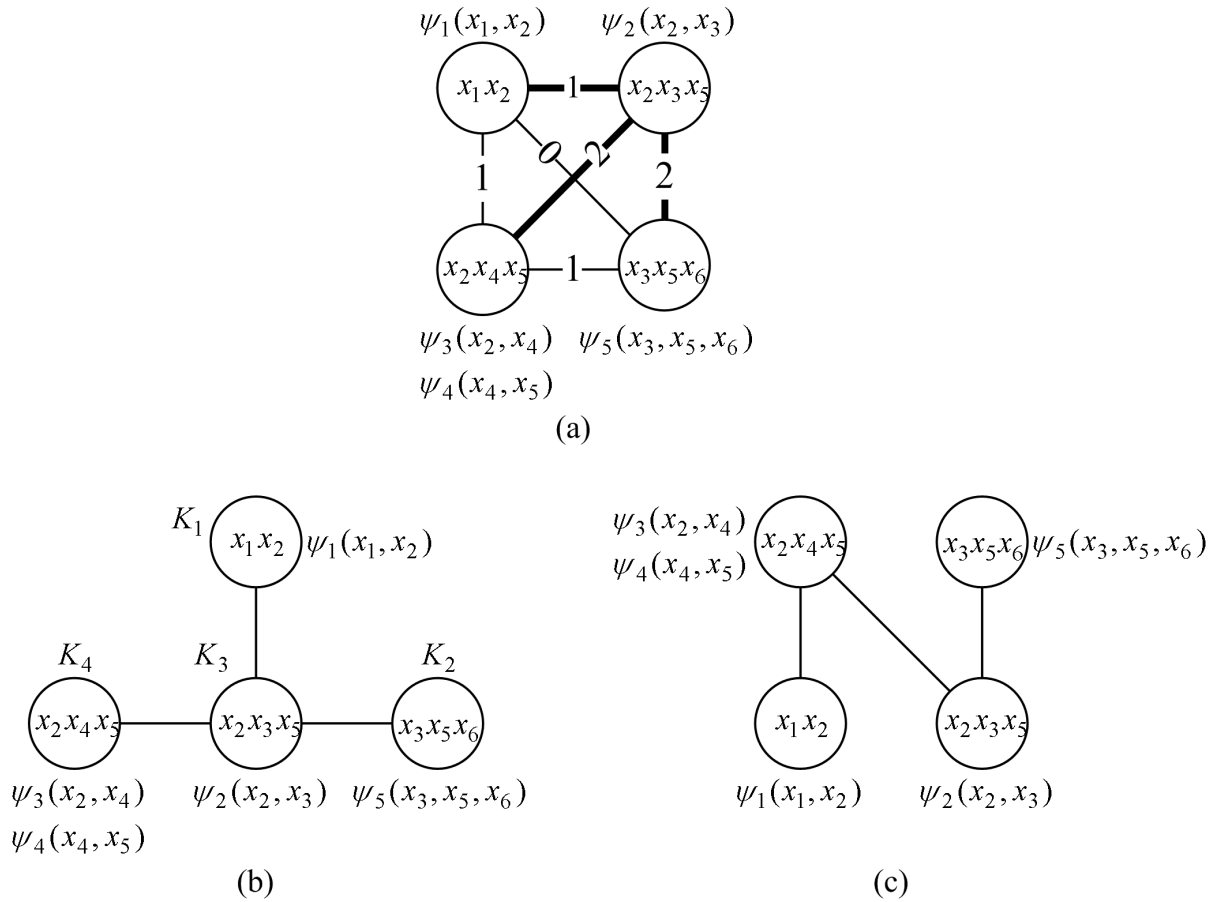 ψ₁(x₁, x₂) ψ₂(x₂, x₃)
x₁x₂ 1 x₂x₃x₅
0 2
1 2
x₂x₄x₅ 1 x₃x₅x₆
ψ₃(x₂, x₄) ψ₅(x₃, x₅, x₆)
ψ₄(x₄, x₅)
(a)
K₁ x₁x₂ ψ₁(x₁, x₂)
K₄ K₃ K₂
x₂x₄x₅ x₂x₃x₅ x₃x₅x₆
ψ₃(x₂, x₄) ψ₂(x₂, x₃) ψ₅(x₃, x₅, x₆)
ψ₄(x₄, x₅)
(b)
ψ₃(x₂, x₄) x₂x₄x₅ x₃x₅x₆ ψ₅(x₃, x₅, x₆)
ψ₄(x₄, x₅)
x₁x₂ x₂x₃x₅
ψ₁(x₁, x₂) ψ₂(x₂, x₃)
(c)